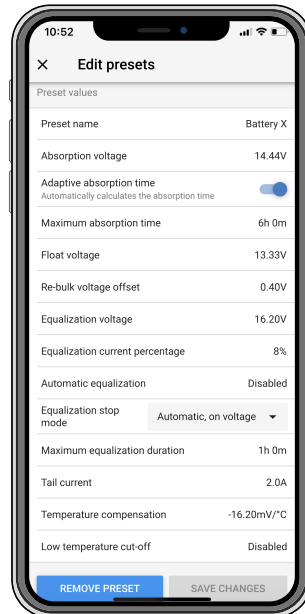 10:52
× Edit presets
Preset values
Preset name Battery X
Absorption voltage 14.44V
Adaptive absorption time
Automatically calculates the absorption time
Maximum absorption time 6h 0m
Float voltage 13.33V
Re-bulk voltage offset 0.40V
Equalization voltage 16.20V
Equalization current percentage 8%
Automatic equalization Disabled
Equalization stop
mode Automatic, on voltage
Maximum equalization duration 1h 0m
Tail current 2.0A
Temperature compensation -16.20mV/°C
Low temperature cut-off Disabled
REMOVE PRESET SAVE CHANGES